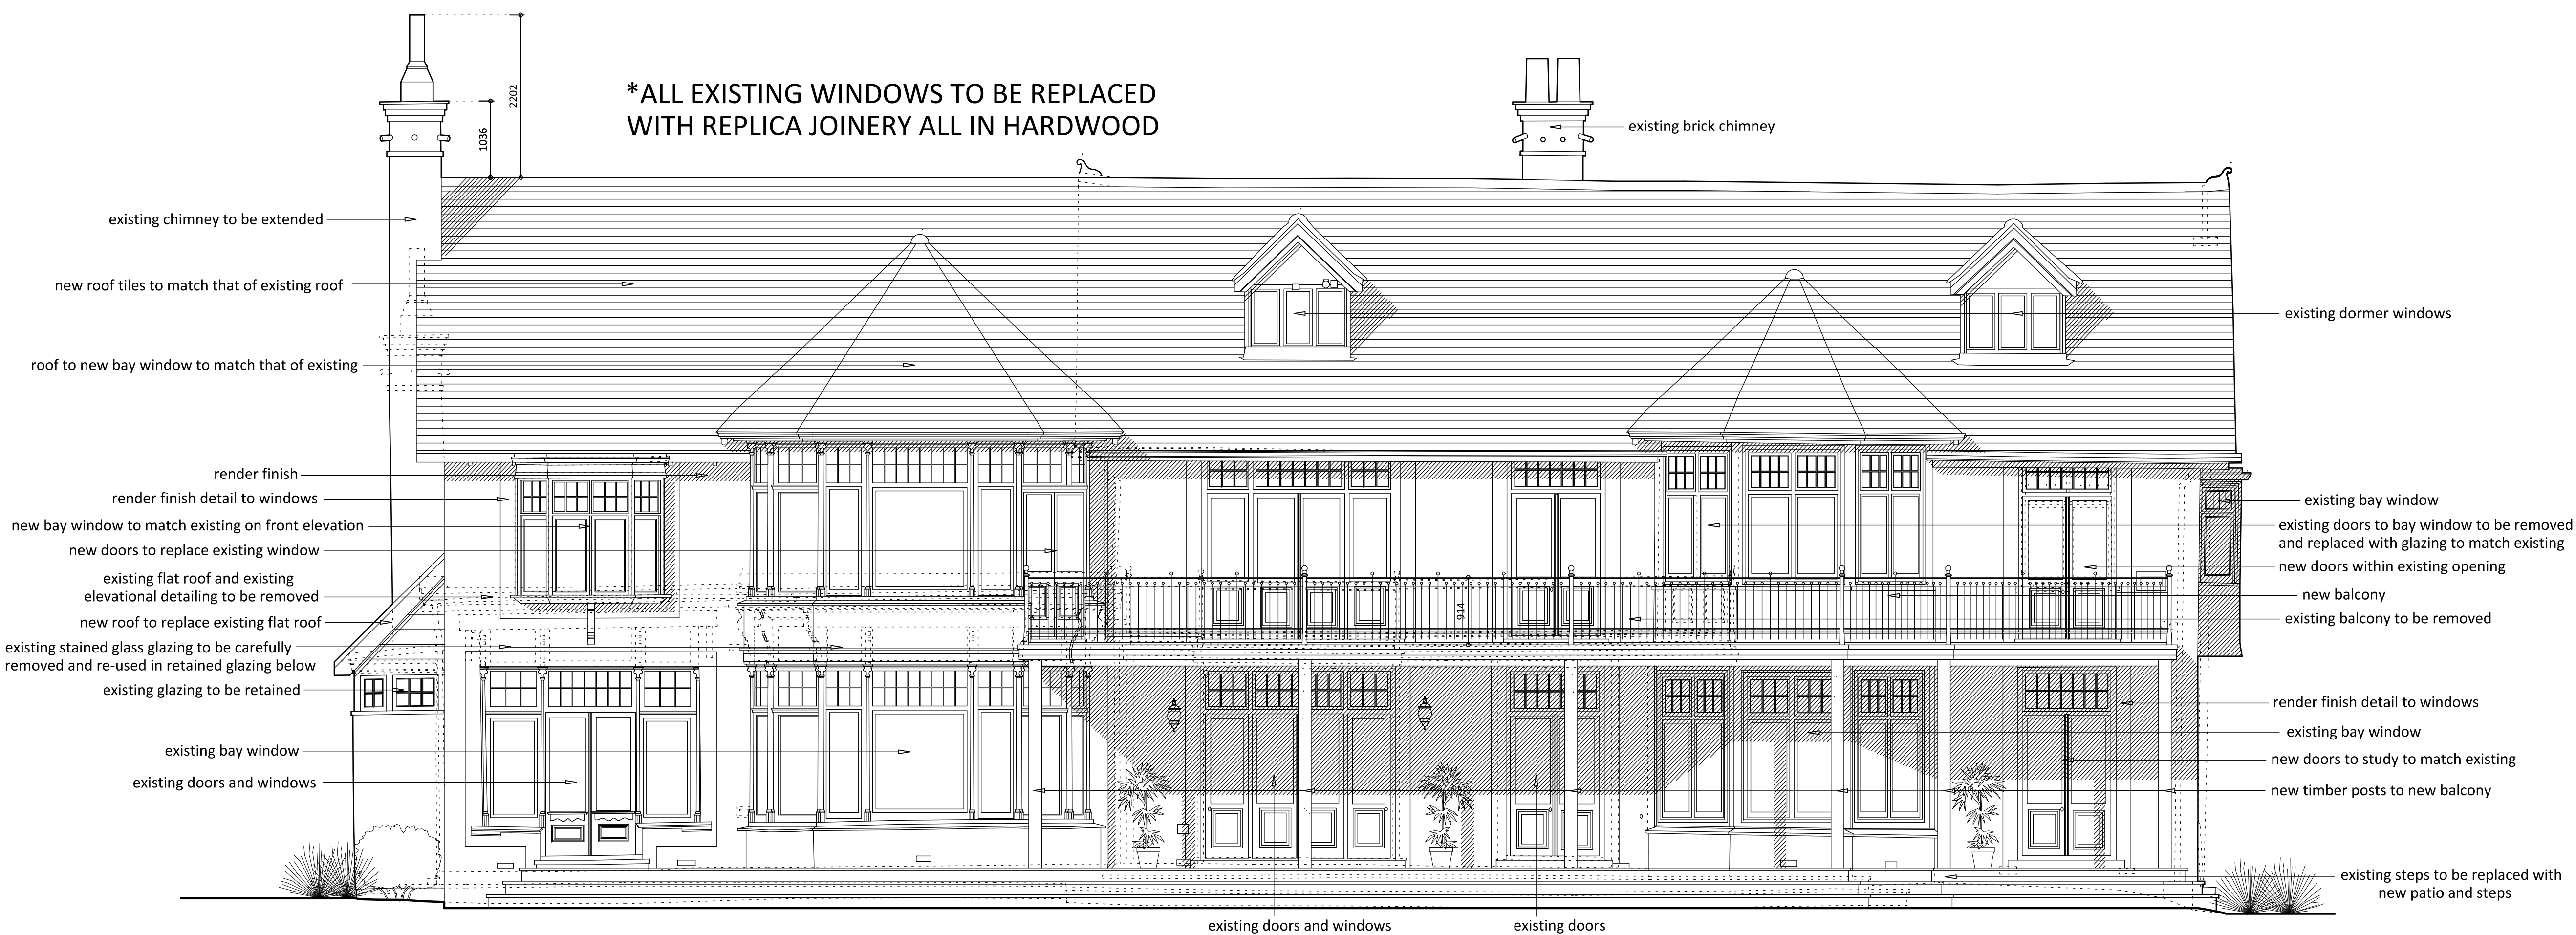 2202
1036
*ALL EXISTING WINDOWS TO BE REPLACED
WITH REPLICA JOINERY ALL IN HARDWOOD
existing brick chimney
existing chimney to be extended
new roof tiles to match that of existing roof
roof to new bay window to match that of existing
render finish
render finish detail to windows
new bay window to match existing on front elevation
new doors to replace existing window
existing flat roof and existing
elevational detailing to be removed
new roof to replace existing flat roof
existing stained glass glazing to be carefully
removed and re-used in retained glazing below
existing glazing to be retained
existing bay window
existing doors and windows
914
existing dormer windows
existing bay window
existing doors to bay window to be removed
and replaced with glazing to match existing
new doors within existing opening
new balcony
existing balcony to be removed
render finish detail to windows
existing bay window
new doors to study to match existing
new timber posts to new balcony
existing steps to be replaced with
new patio and steps
existing doors and windows
existing doors